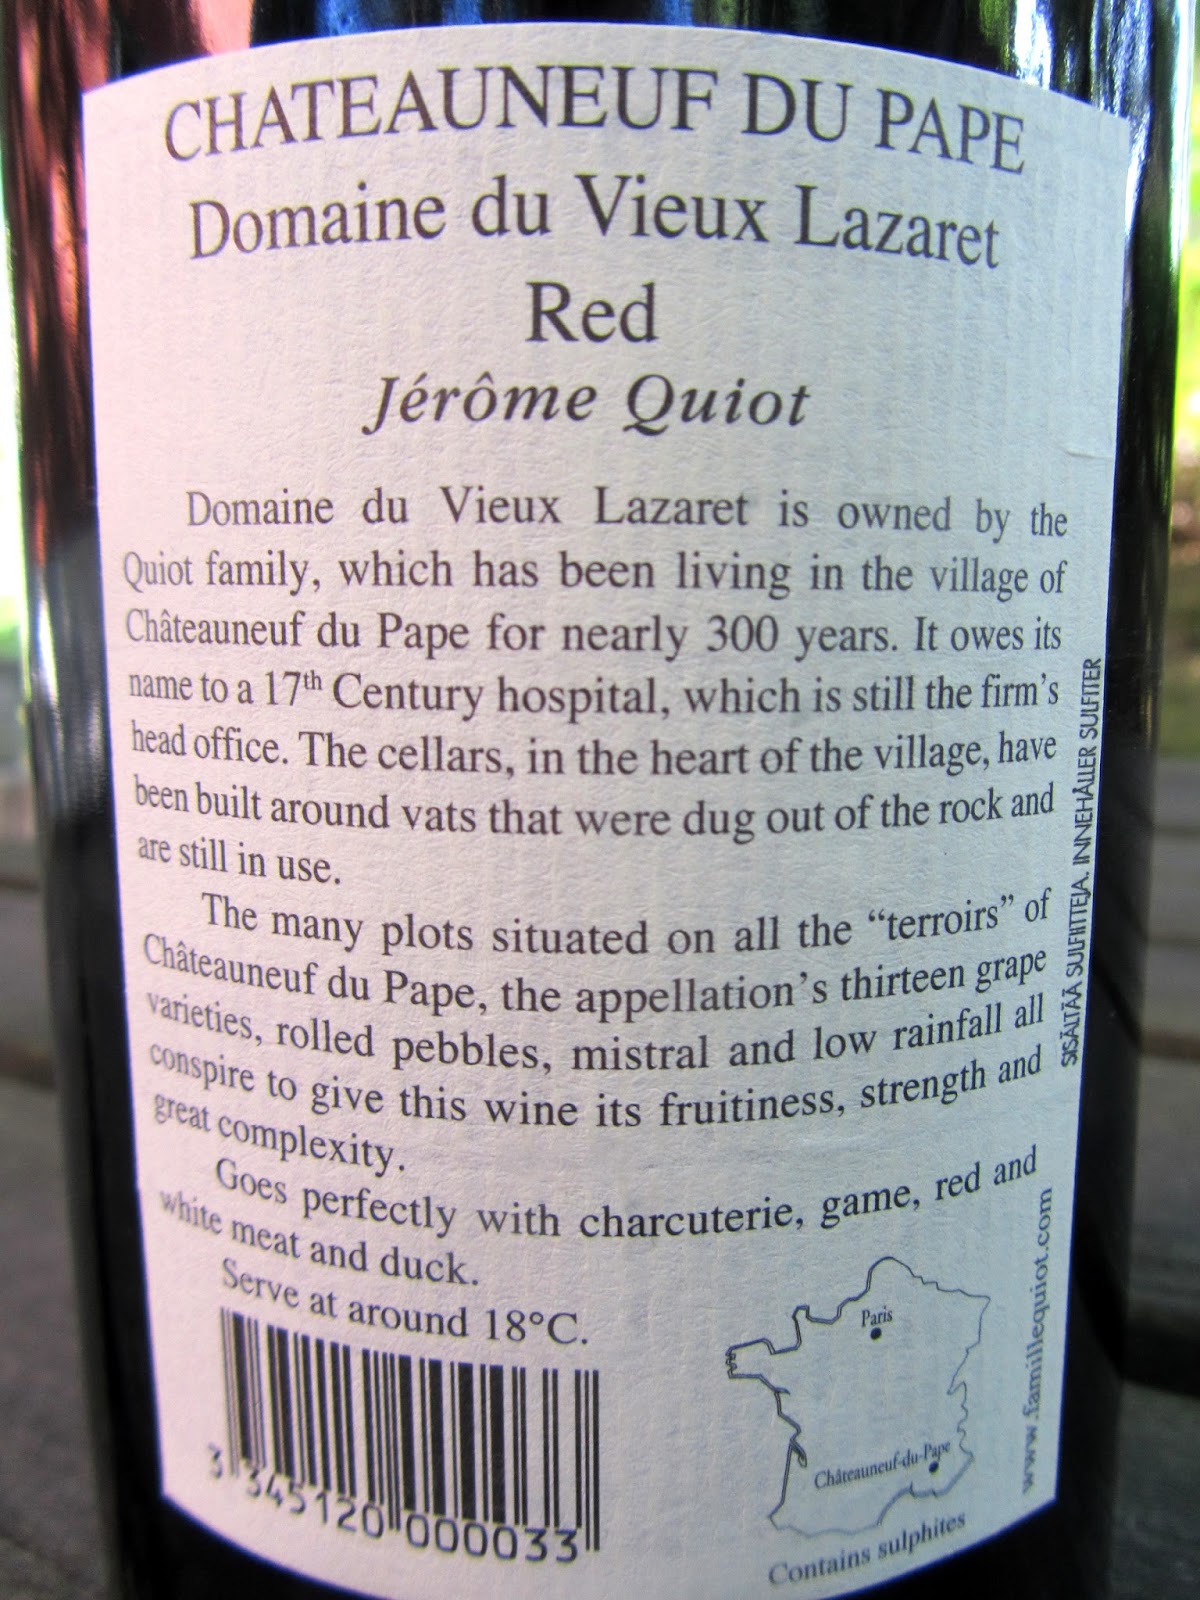 CHATEAUNEUF DU PAPE
Domaine du Vieux Lazaret
Red
Jérôme Quiot
Domaine du Vieux Lazaret is owned by the
Quiot family, which has been living in the village of
Châteauneuf du Pape for nearly 300 years. It owes its
name to a 17th Century hospital, which is still the firm's
head office. The cellars, in the heart of the village, have
been built around vats that were dug out of the rock and
are still in use.
The many plots situated on all the “terroirs” of
Châteauneuf du Pape, the appellation's thirteen grape
varieties, rolled pebbles, mistral and low rainfall all
conspire to give this wine its fruitiness, strength and
great complexity.
Goes perfectly with charcuterie, game, red and
white meat and duck.
Serve at around 18°C.
3 345120 000033
Paris
Châteauneuf-du-Pape
Contains sulphites
www.famillequiot.com
SISÄLTÄÄ SULFIITTEJA. INNEHÅLLER SULFITER